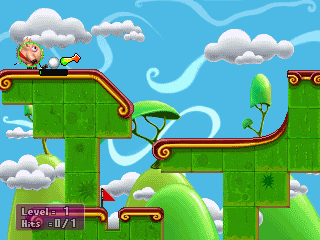 Level= 1
Hits =0/1